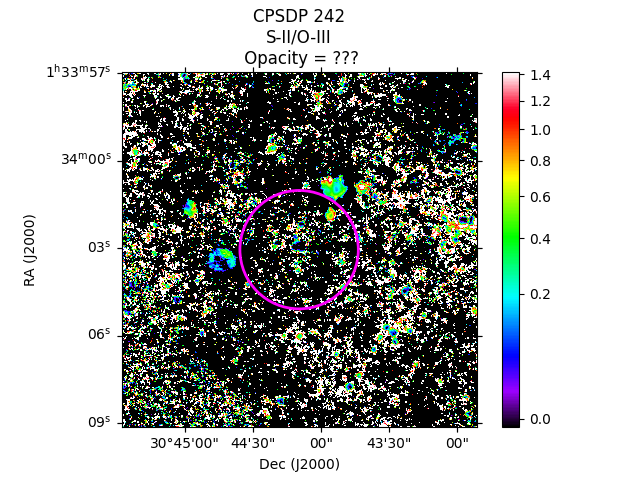 CPSDP 242
S-II/O-III
Opacity = ???
1ʰ33ᵐ57ˢ
34ᵐ00ˢ
03ˢ
06ˢ
09ˢ
RA (J2000)
30°45'00" 44'30" 00" 43'30" 00"
Dec (J2000)
1.4
1.2
1.0
0.8
0.6
0.4
0.2
0.0